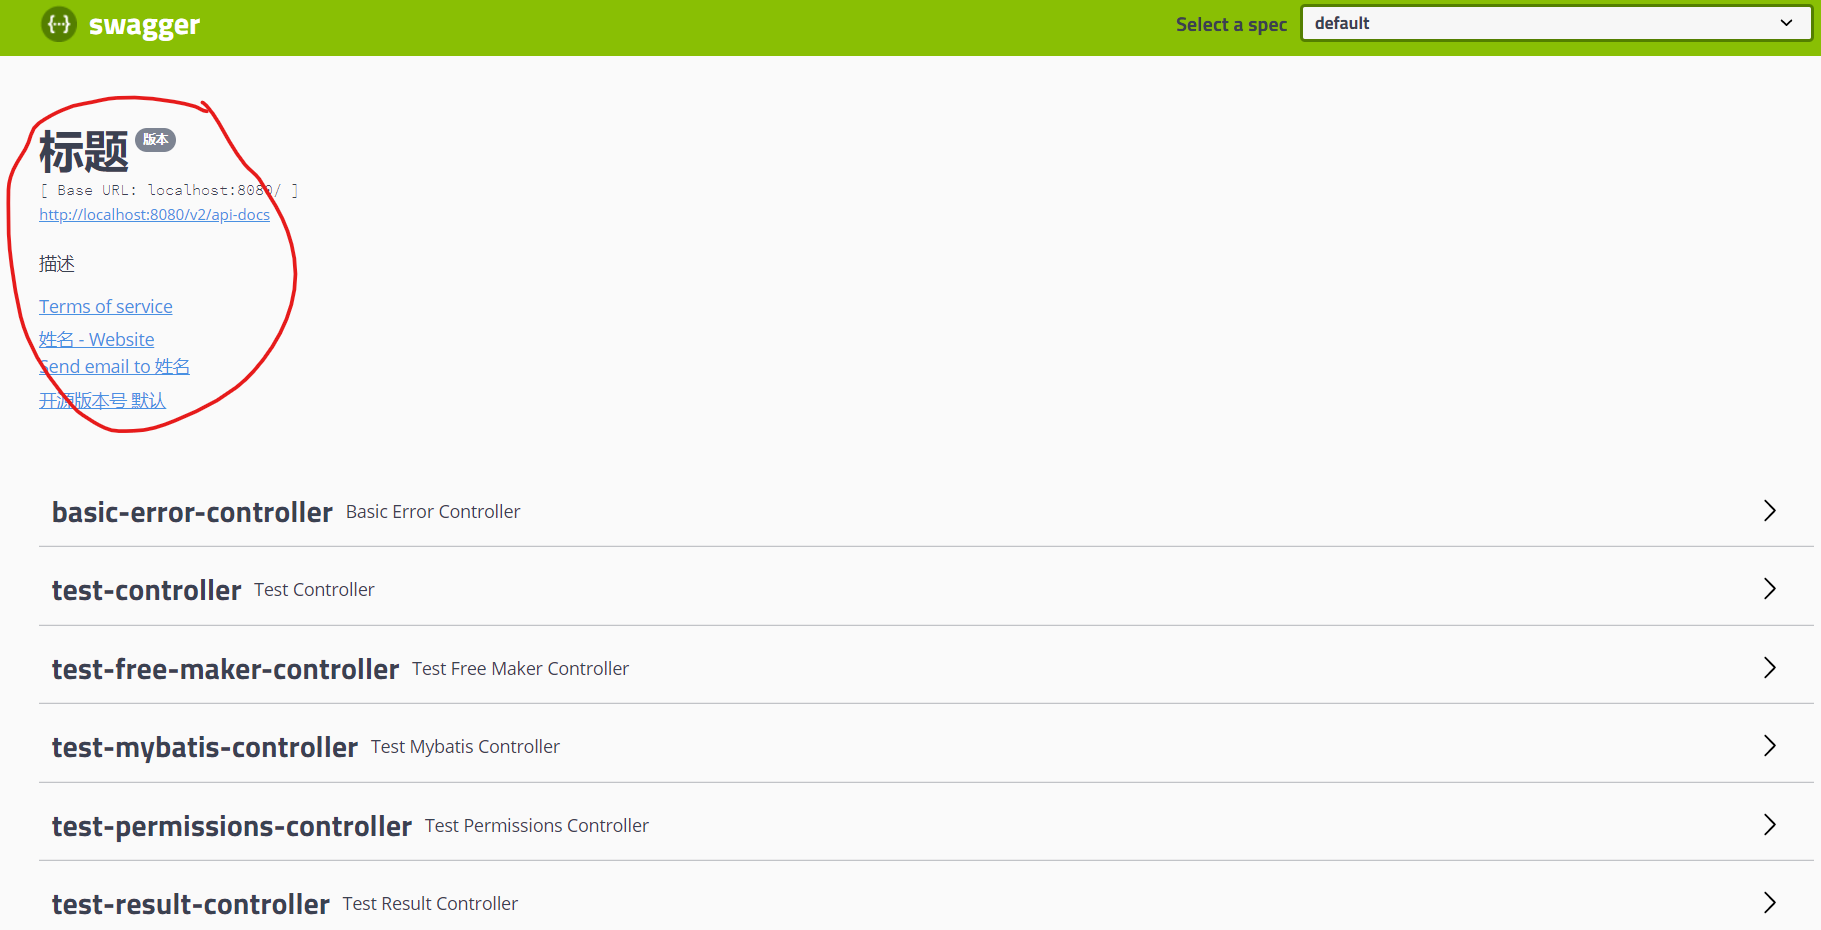 swagger
Select a spec default
标题 版本
[ Base URL: localhost:8080/ ]
http://localhost:8080/v2/api-docs
描述
Terms of service
姓名 - Website
Send email to 姓名
开源版本号 默认
basic-error-controller Basic Error Controller
test-controller Test Controller
test-free-maker-controller Test Free Maker Controller
test-mybatis-controller Test Mybatis Controller
test-permissions-controller Test Permissions Controller
test-result-controller Test Result Controller